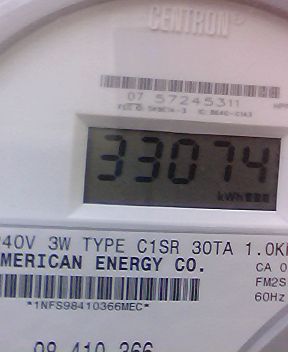 CENTRON®
07 57245311
33074
kWh
240V 3W TYPE C1SR 30TA 1.0K
AMERICAN ENERGY CO.
CA 0
FM2S
60Hz
*1NFS98410366MEC*
98 410 366